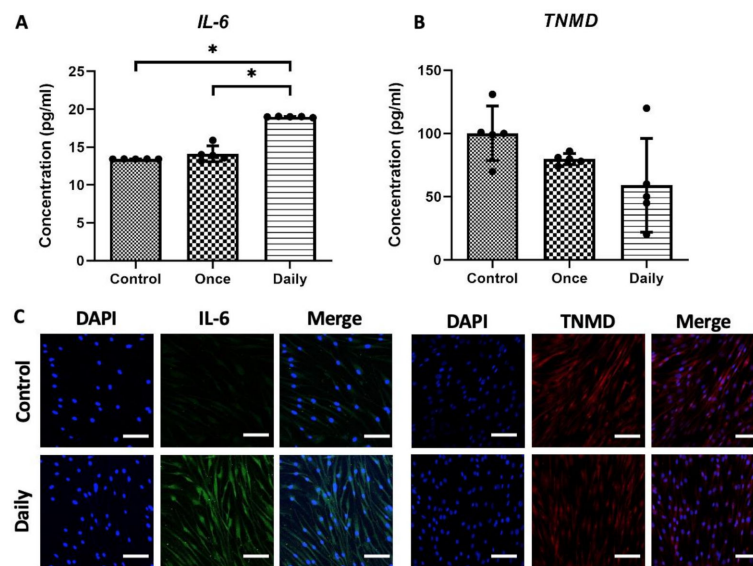 A
IL-6
*
*
Concentration (pg/ml)
25
20
15
10
5
0
Control
Once
Daily
B
TNMD
Concentration (pg/ml)
150
100
50
0
Control
Once
Daily
C
DAPI
IL-6
Merge
DAPI
TNMD
Merge
Control
Daily